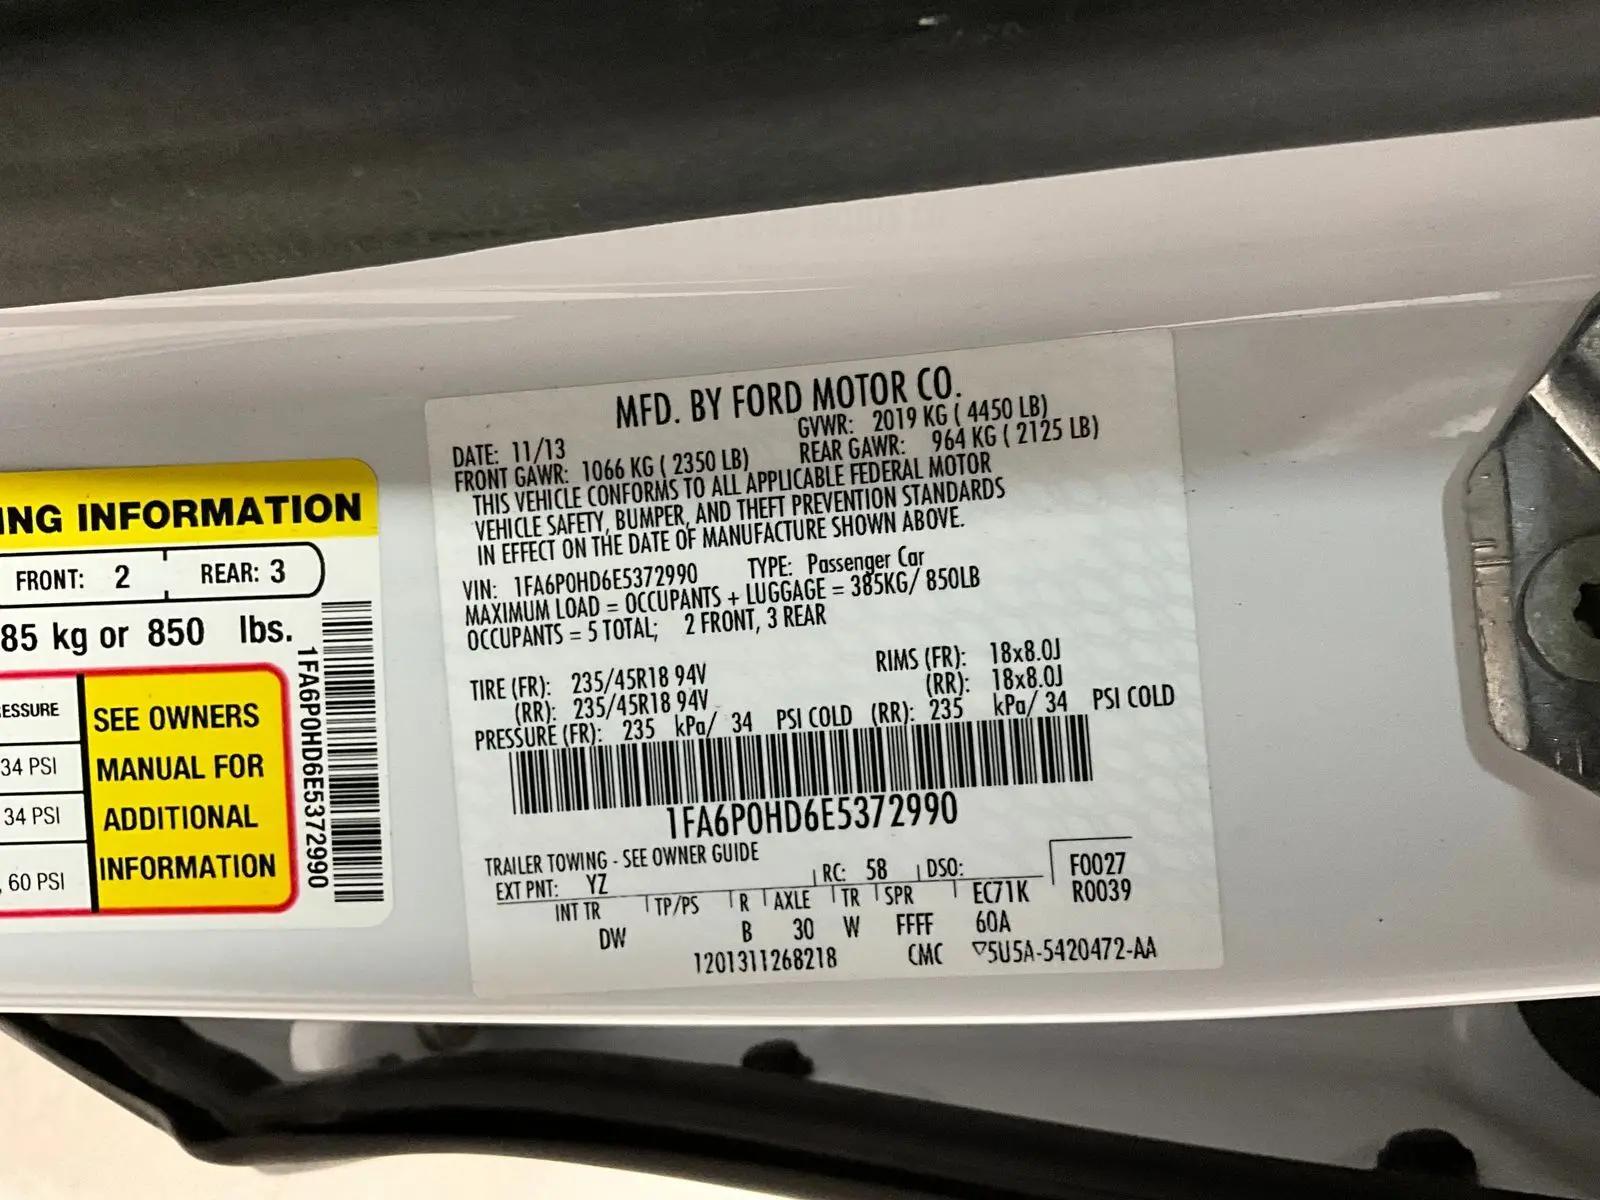 ING INFORMATION
FRONT: 2 REAR: 3
85 kg or 850 lbs.
ESSURE
34 PSI
34 PSI
, 60 PSI
SEE OWNERS
MANUAL FOR
ADDITIONAL
INFORMATION
1FA6P0HD6E5372990
MFD. BY FORD MOTOR CO.
DATE: 11/13 GVWR: 2019 KG ( 4450 LB)
FRONT GAWR: 1066 KG ( 2350 LB) REAR GAWR: 964 KG ( 2125 LB)
THIS VEHICLE CONFORMS TO ALL APPLICABLE FEDERAL MOTOR
VEHICLE SAFETY, BUMPER, AND THEFT PREVENTION STANDARDS
IN EFFECT ON THE DATE OF MANUFACTURE SHOWN ABOVE.
VIN: 1FA6P0HD6E5372990 TYPE: Passenger Car
MAXIMUM LOAD = OCCUPANTS + LUGGAGE = 385KG/ 850LB
OCCUPANTS = 5 TOTAL; 2 FRONT, 3 REAR
TIRE (FR): 235/45R18 94V RIMS (FR): 18x8.0J
(RR): 235/45R18 94V (RR): 18x8.0J
PRESSURE (FR): 235 kPa/ 34 PSI COLD (RR): 235 kPa/ 34 PSI COLD
1FA6P0HD6E5372990
TRAILER TOWING - SEE OWNER GUIDE
EXT PNT: YZ RC: 58 DSO: F0027
INT TR TP/PS R AXLE TR SPR EC71K R0039
DW B 30 W FFFF 60A
1201311268218 CMC ▽5U5A-5420472-AA